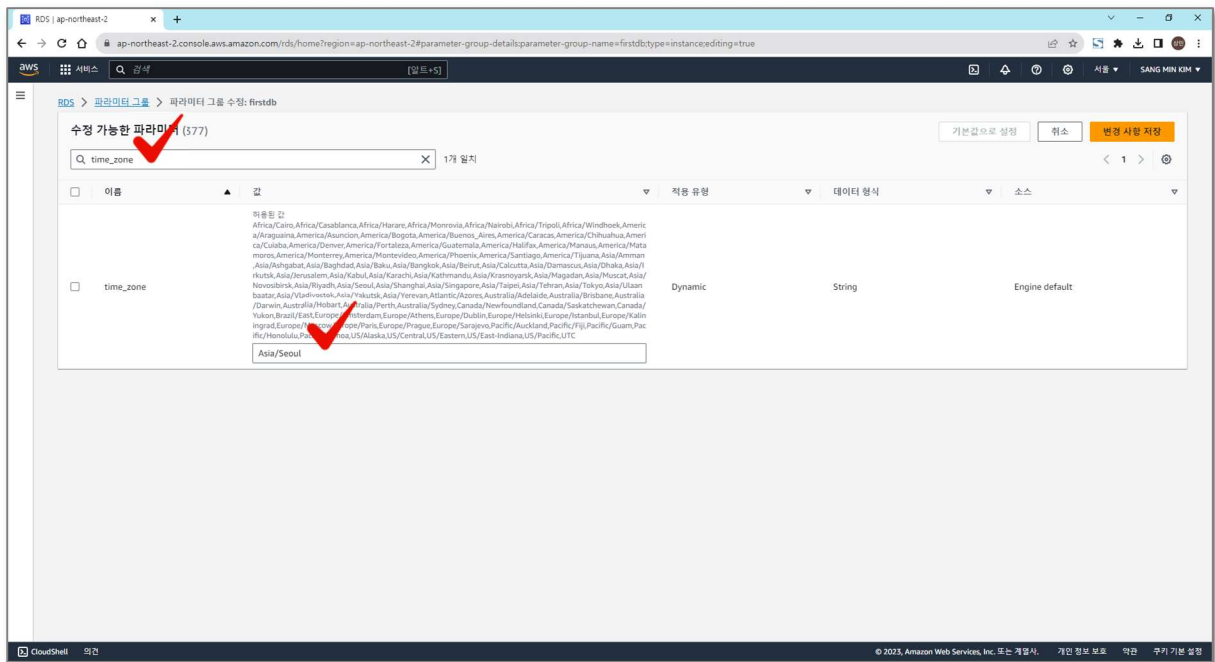 RDS | ap-northeast-2
ap-northeast-2.console.aws.amazon.com/rds/home?region=ap-northeast-2#parameter-group-details:parameter-group-name=firstdb;type=instance;editing=true
상민
aws 서비스 검색 [알트+S] 서울 SANG MIN KIM
RDS > 파라미터 그룹 > 파라미터 그룹 수정: firstdb
수정 가능한 파라미터 (577) 기본값으로 설정 취소 변경 사항 저장
time_zone 1개 일치 1
이름 값 적용 유형 데이터 형식 소스
허용된 값
Africa/Cairo,Africa/Casablanca,Africa/Harare,Africa/Monrovia,Africa/Nairobi,Africa/Tripoli,Africa/Windhoek,Americ
a/Araguaina,America/Asuncion,America/Bogota,America/Buenos_Aires,America/Caracas,America/Chihuahua,Ameri
ca/Cuiaba,America/Denver,America/Fortaleza,America/Guatemala,America/Halifax,America/Manaus,America/Mata
moros,America/Monterrey,America/Montevideo,America/Phoenix,America/Santiago,America/Tijuana,Asia/Amman
,Asia/Ashgabat,Asia/Baghdad,Asia/Baku,Asia/Bangkok,Asia/Beirut,Asia/Calcutta,Asia/Damascus,Asia/Dhaka,Asia/I
rkutsk,Asia/Jerusalem,Asia/Kabul,Asia/Karachi,Asia/Kathmandu,Asia/Krasnoyarsk,Asia/Magadan,Asia/Muscat,Asia/
Novosibirsk,Asia/Riyadh,Asia/Seoul,Asia/Shanghai,Asia/Singapore,Asia/Taipei,Asia/Tehran,Asia/Tokyo,Asia/Ulaan
baatar,Asia/Vladivostok,Asia/Yakutsk,Asia/Yerevan,Atlantic/Azores,Australia/Adelaide,Australia/Brisbane,Australia
/Darwin,Australia/Hobart,Australia/Perth,Australia/Sydney,Canada/Newfoundland,Canada/Saskatchewan,Canada/
Yukon,Brazil/East,Europe/Amsterdam,Europe/Athens,Europe/Dublin,Europe/Helsinki,Europe/Istanbul,Europe/Kalin
ingrad,Europe/Moscow,Europe/Paris,Europe/Prague,Europe/Sarajevo,Pacific/Auckland,Pacific/Fiji,Pacific/Guam,Pac
ific/Honolulu,US/Alaska,US/Central,US/Eastern,US/East-Indiana,US/Pacific,UTC
time_zone Dynamic String Engine default
Asia/Seoul
CloudShell 의견 © 2023, Amazon Web Services, Inc. 또는 계열사. 개인 정보 보호 약관 쿠키 기본 설정